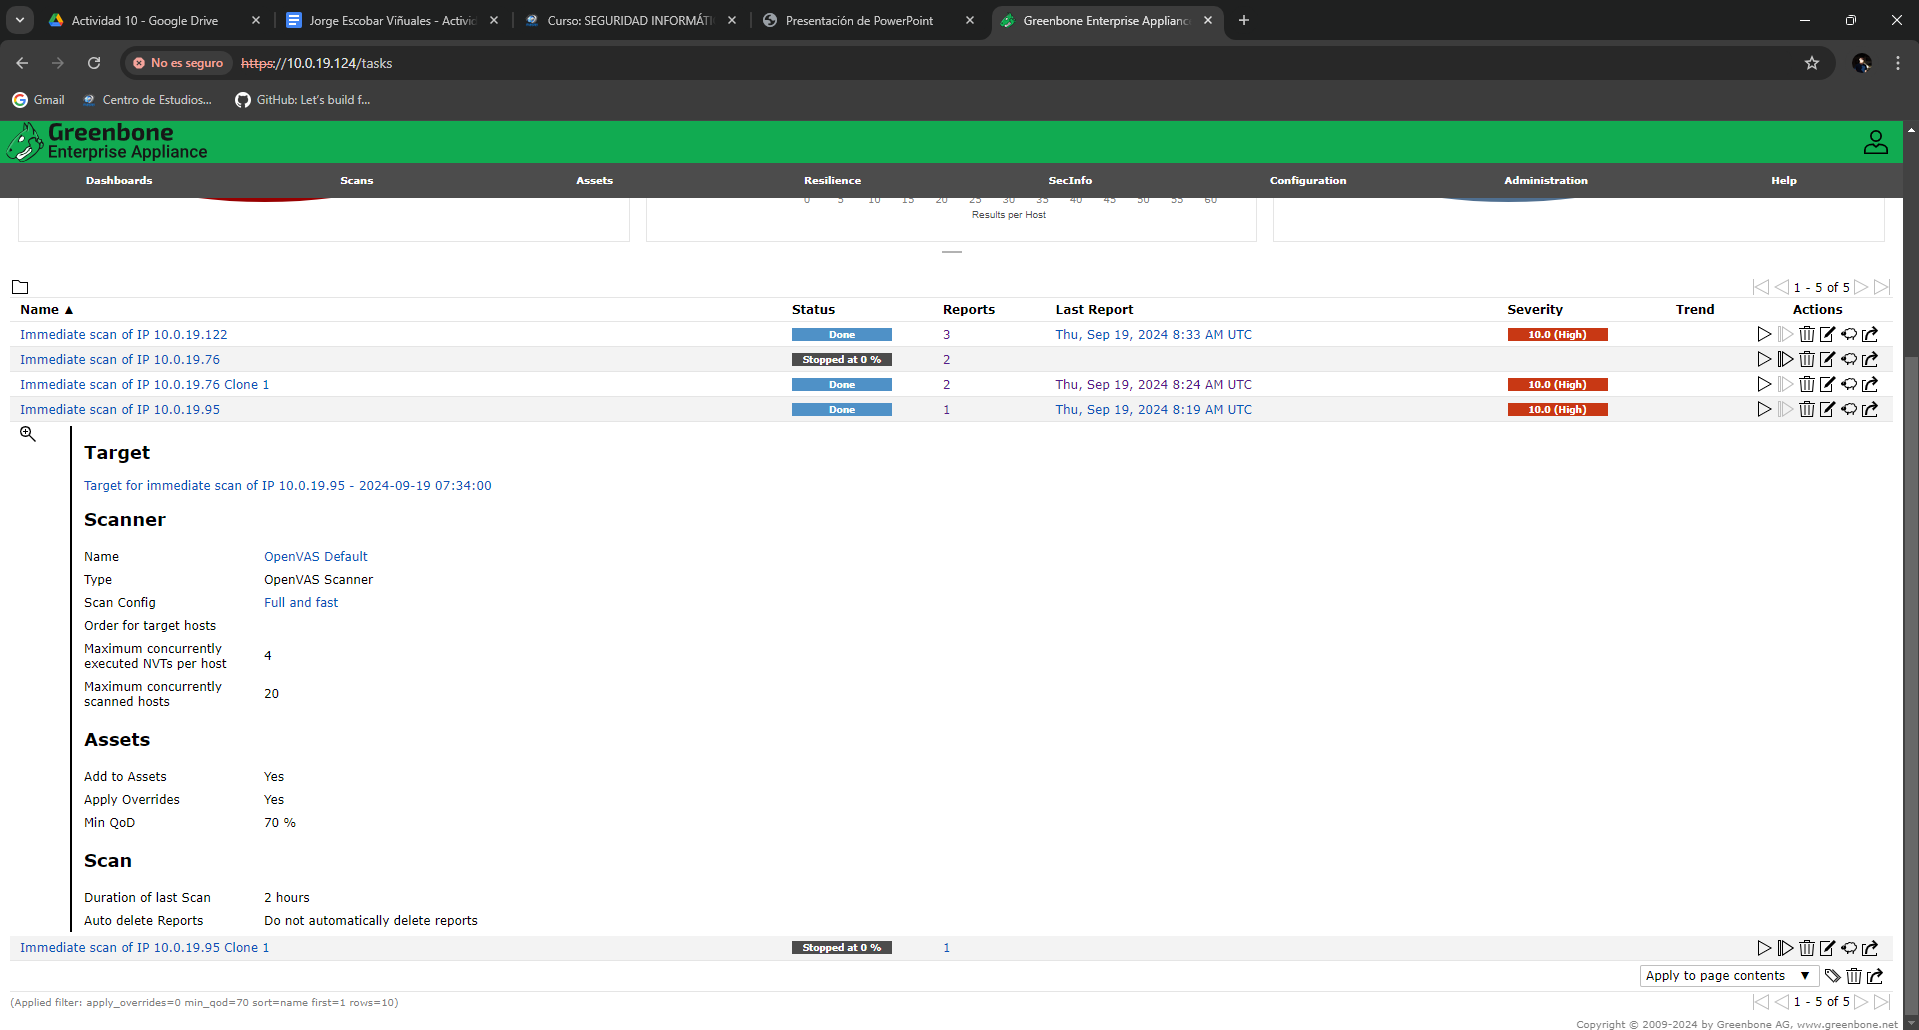 Actividad 10 - Google Drive
Jorge Escobar Viñuales - Activid
Curso: SEGURIDAD INFORMÁTI
Presentación de PowerPoint
Greenbone Enterprise Appliance
No es seguro
https://10.0.19.124/tasks
Gmail
Centro de Estudios...
GitHub: Let's build f...
Greenbone
Enterprise Appliance
Dashboards Scans Assets Resilience SecInfo Configuration Administration Help
0 5 10 15 20 25 30 35 40 45 50 55 60
Results per Host
1 - 5 of 5
Name ▲ Status Reports Last Report Severity Trend Actions
Immediate scan of IP 10.0.19.122 Done 3 Thu, Sep 19, 2024 8:33 AM UTC 10.0 (High)
Immediate scan of IP 10.0.19.76 Stopped at 0 % 2
Immediate scan of IP 10.0.19.76 Clone 1 Done 2 Thu, Sep 19, 2024 8:24 AM UTC 10.0 (High)
Immediate scan of IP 10.0.19.95 Done 1 Thu, Sep 19, 2024 8:19 AM UTC 10.0 (High)
Target
Target for immediate scan of IP 10.0.19.95 - 2024-09-19 07:34:00
Scanner
Name OpenVAS Default
Type OpenVAS Scanner
Scan Config Full and fast
Order for target hosts
Maximum concurrently
executed NVTs per host 4
Maximum concurrently
scanned hosts 20
Assets
Add to Assets Yes
Apply Overrides Yes
Min QoD 70 %
Scan
Duration of last Scan 2 hours
Auto delete Reports Do not automatically delete reports
Immediate scan of IP 10.0.19.95 Clone 1 Stopped at 0 % 1
Apply to page contents ▼
(Applied filter: apply_overrides=0 min_qod=70 sort=name first=1 rows=10)
1 - 5 of 5
Copyright © 2009-2024 by Greenbone AG, www.greenbone.net